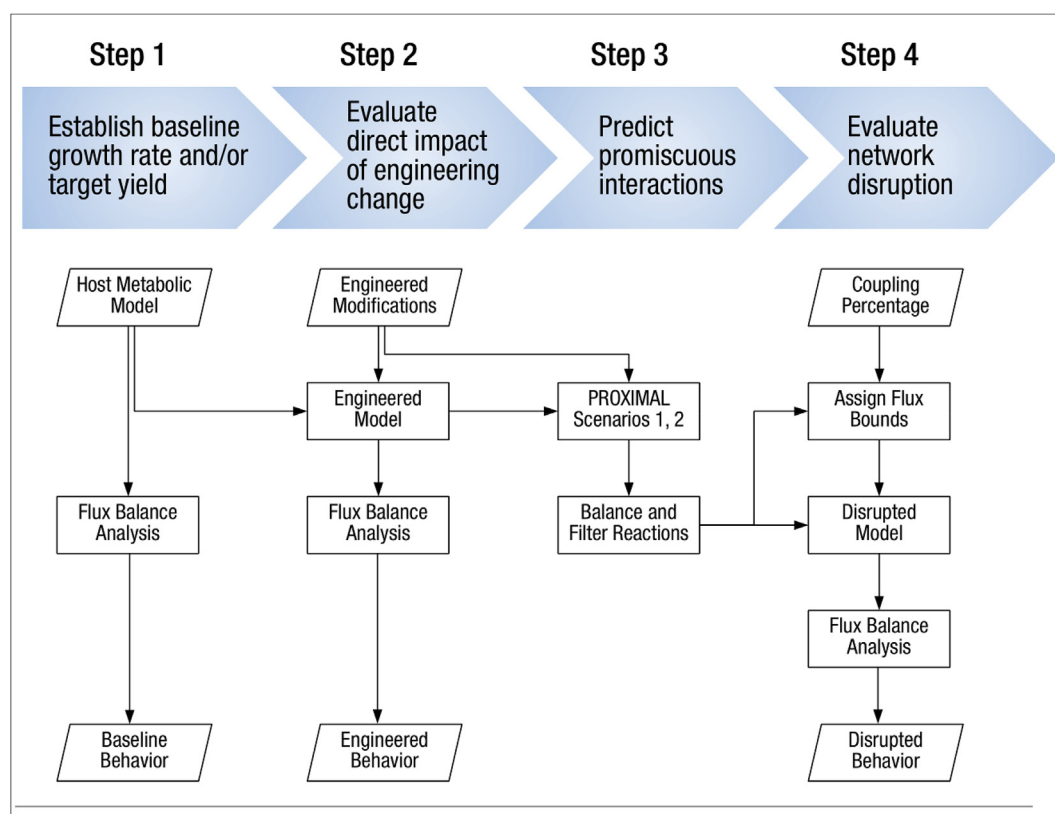 Step 1
Step 2
Step 3
Step 4
Establish baseline
growth rate and/or
target yield
Evaluate
direct impact
of engineering
change
Predict
promiscuous
interactions
Evaluate
network
disruption
Host Metabolic
Model
Engineered
Modifications
Coupling
Percentage
Engineered
Model
PROXIMAL
Scenarios 1, 2
Assign Flux
Bounds
Flux Balance
Analysis
Flux Balance
Analysis
Balance and
Filter Reactions
Disrupted
Model
Flux Balance
Analysis
Baseline
Behavior
Engineered
Behavior
Disrupted
Behavior